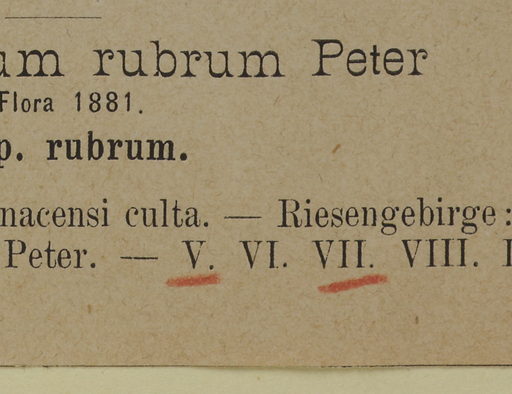 um rubrum Peter
Flora 1881.
p. rubrum.
nacensi culta. — Riesengebirge:
Peter. — V. VI. VII. VIII.